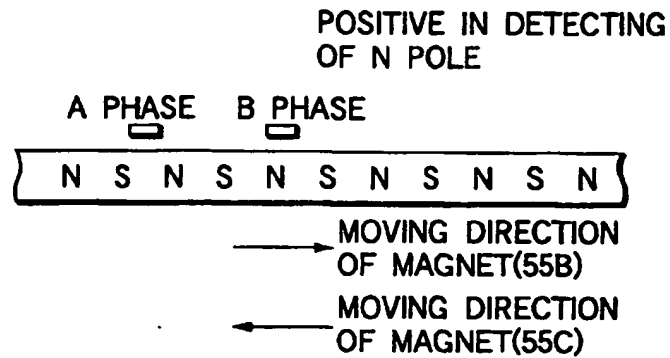 POSITIVE IN DETECTING
OF N POLE
A PHASE B PHASE
N S N S N S N S N S N
MOVING DIRECTION
OF MAGNET(55B)
MOVING DIRECTION
OF MAGNET(55C)